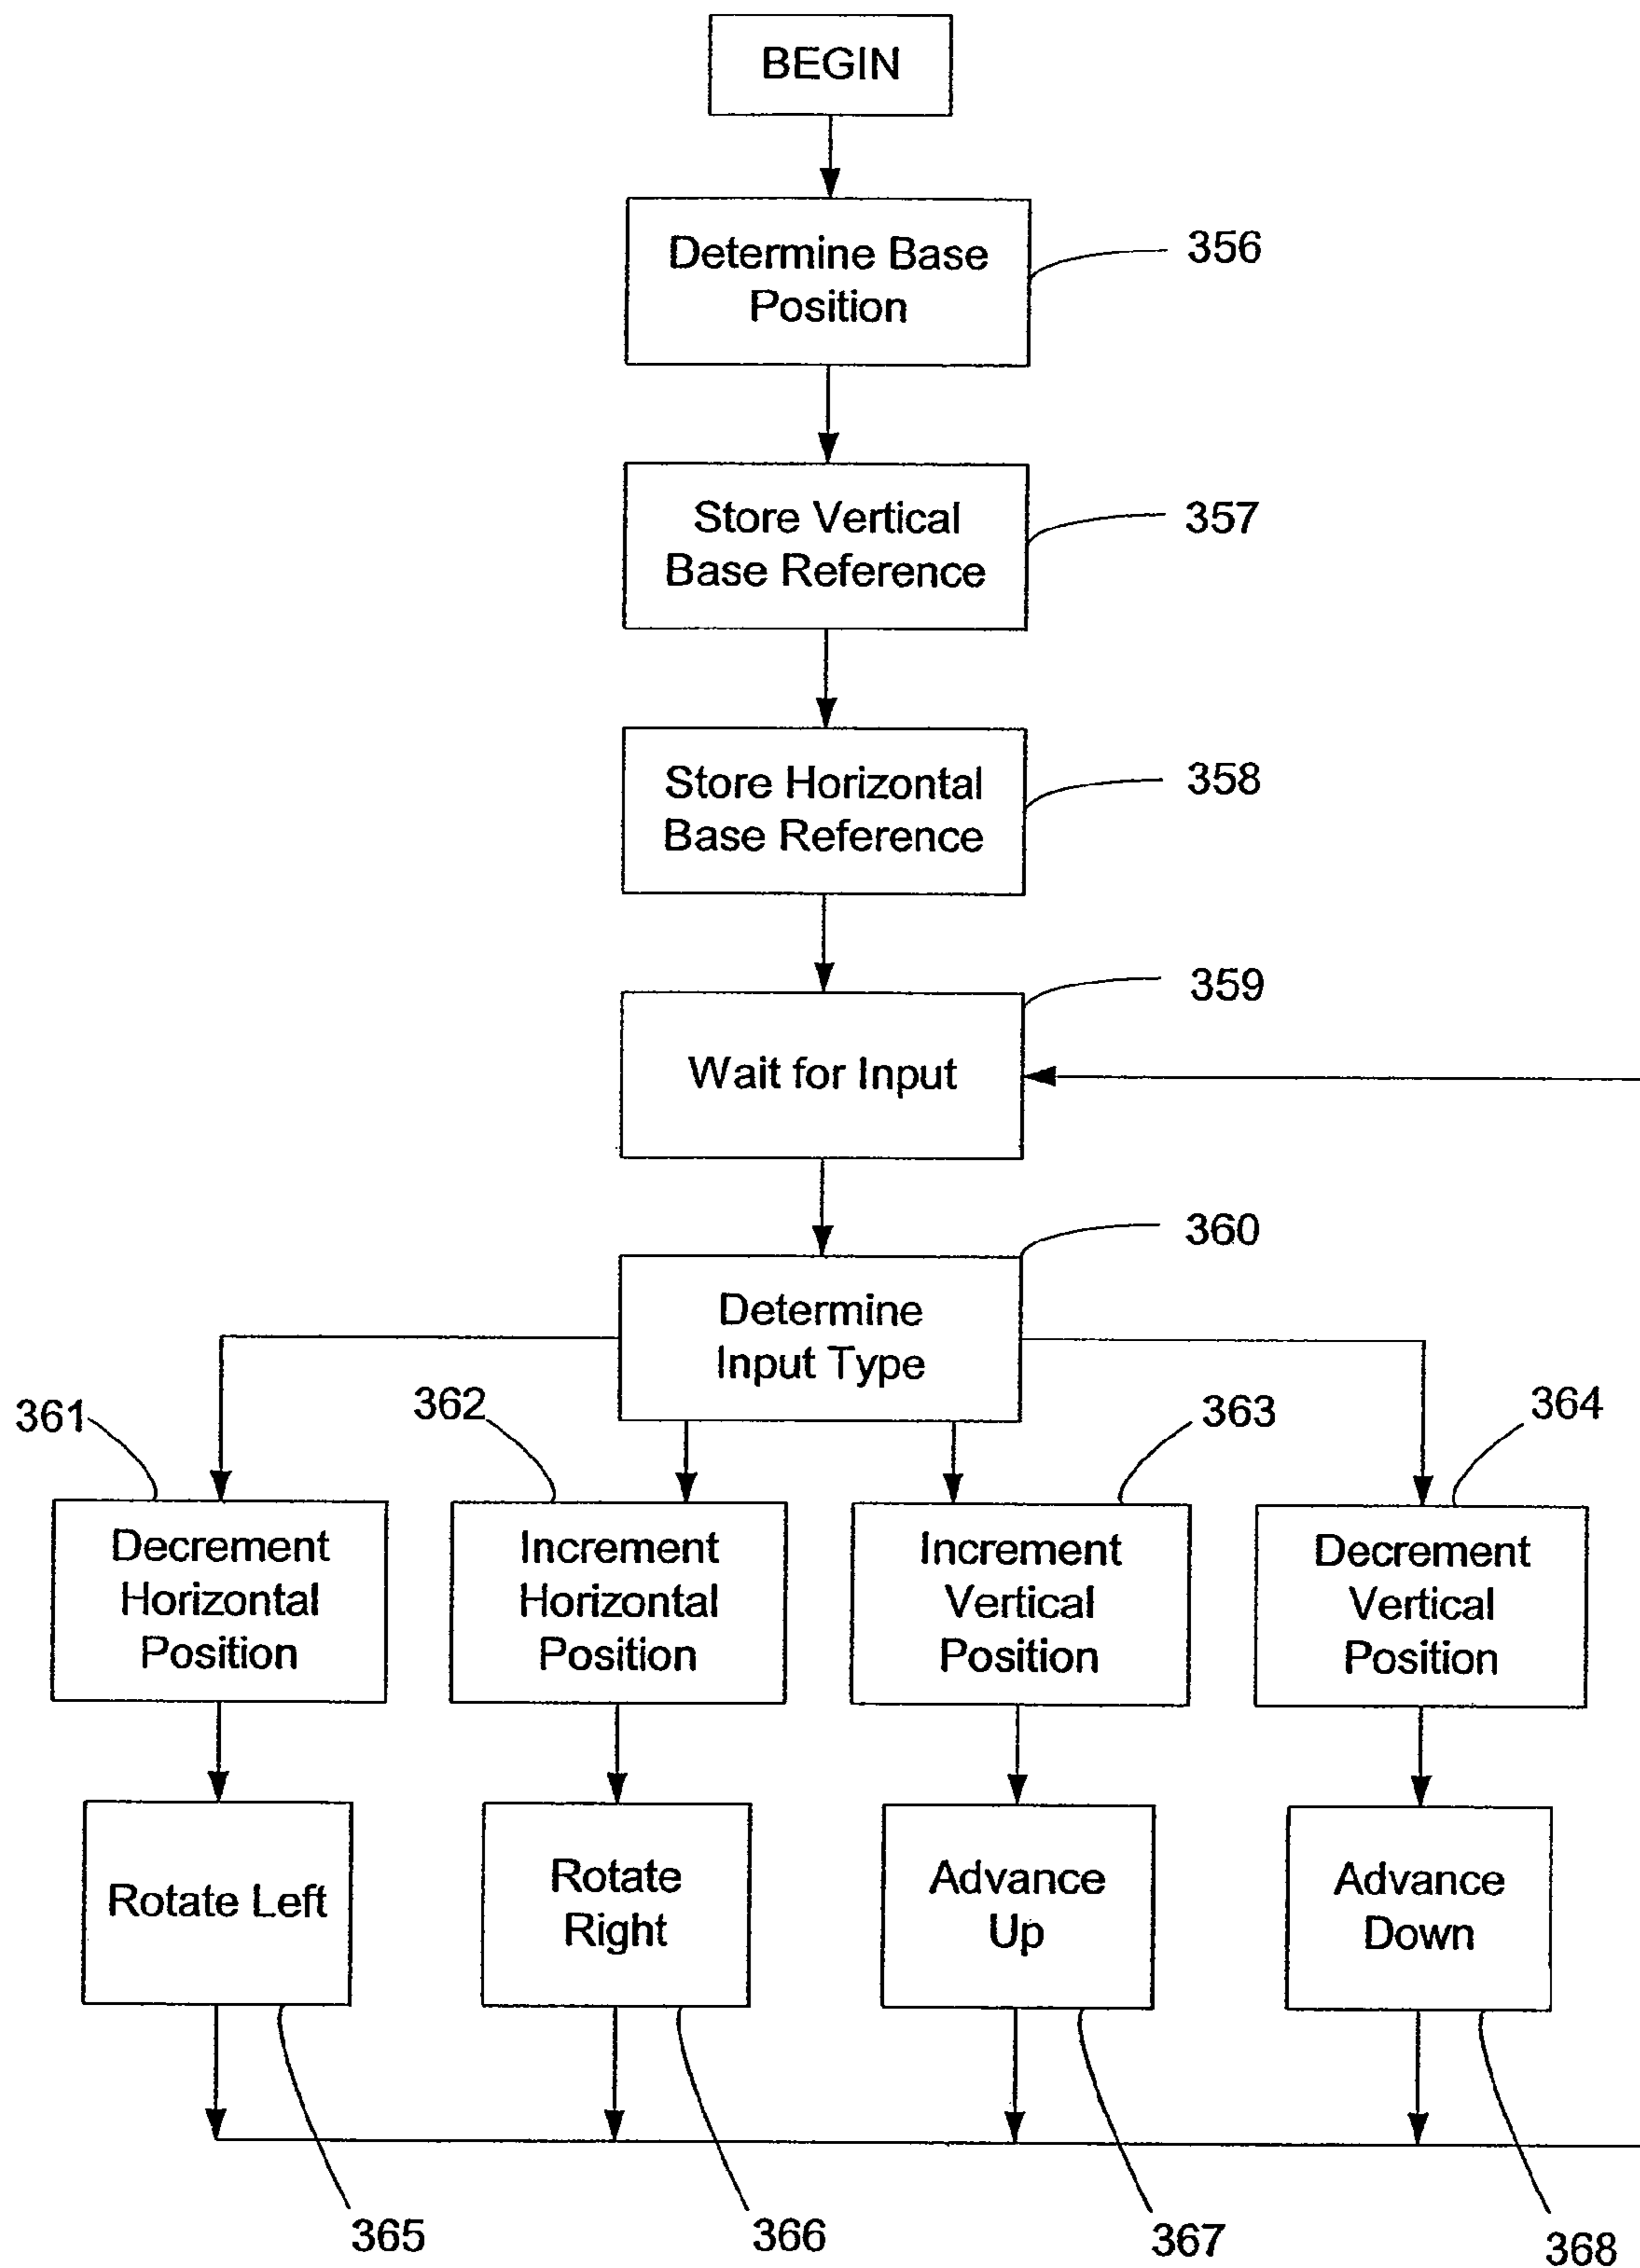 BEGIN
Determine Base
Position
356
Store Vertical
Base Reference
357
Store Horizontal
Base Reference
358
359
Wait for Input
360
Determine
Input Type
361
362
363
364
Decrement
Horizontal
Position
Increment
Horizontal
Position
Increment
Vertical
Position
Decrement
Vertical
Position
Rotate Left
Rotate
Right
Advance
Up
Advance
Down
365
366
367
368